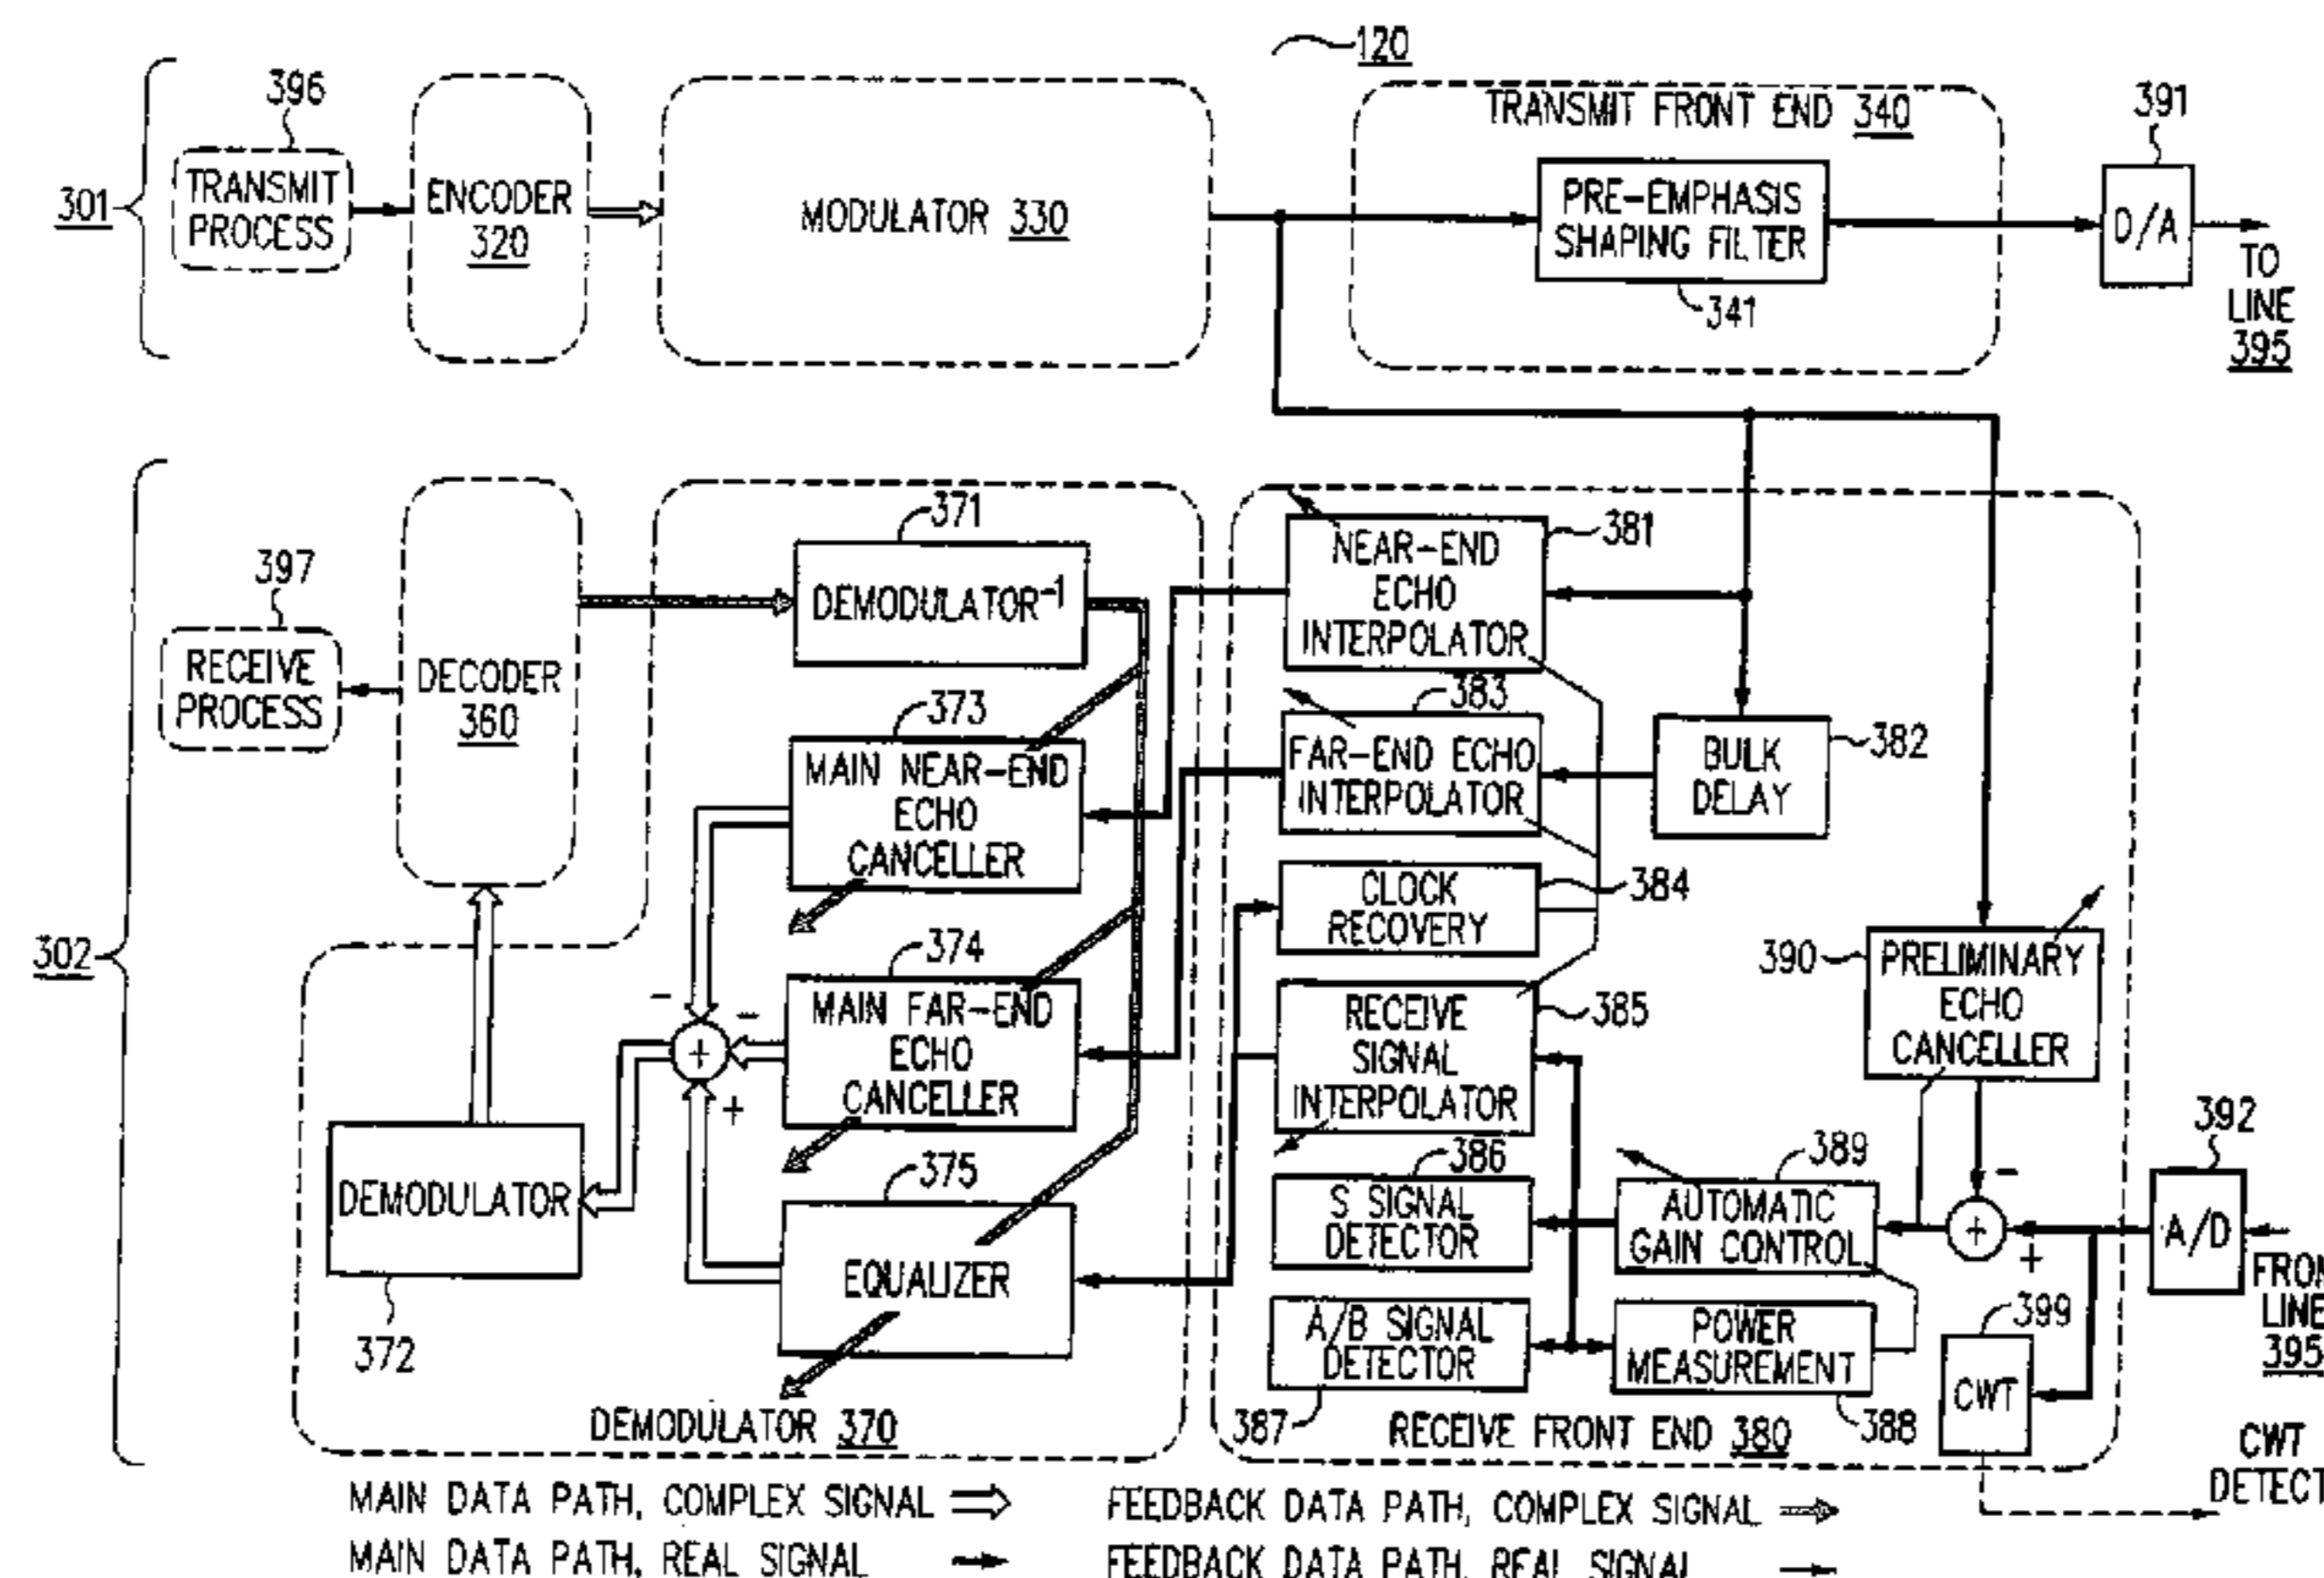 120
301
396
TRANSMIT
PROCESS
ENCODER
320
MODULATOR 330
TRANSMIT FRONT END 340
PRE-EMPHASIS
SHAPING FILTER
341
391
D/A
TO
LINE
395
302
397
RECEIVE
PROCESS
DECODER
360
371
DEMODULATOR-1
373
MAIN NEAR-END
ECHO
CANCELLER
374
MAIN FAR-END
ECHO
CANCELLER
375
EQUALIZER
-
-
+
+
DEMODULATOR
372
DEMODULATOR 370
381
NEAR-END
ECHO
INTERPOLATOR
383
FAR-END ECHO
INTERPOLATOR
BULK
DELAY
382
CLOCK
RECOVERY
384
RECEIVE
SIGNAL
INTERPOLATOR
385
386
S SIGNAL
DETECTOR
A/B SIGNAL
DETECTOR
387
389
AUTOMATIC
GAIN CONTROL
POWER
MEASUREMENT
388
390
PRELIMINARY
ECHO
CANCELLER
-
+
+
392
A/D
FROM
LINE
395
399
CWT
CWT
DETECT
RECEIVE FRONT END 380
MAIN DATA PATH, COMPLEX SIGNAL
FEEDBACK DATA PATH, COMPLEX SIGNAL
MAIN DATA PATH, REAL SIGNAL
FEEDBACK DATA PATH, REAL SIGNAL